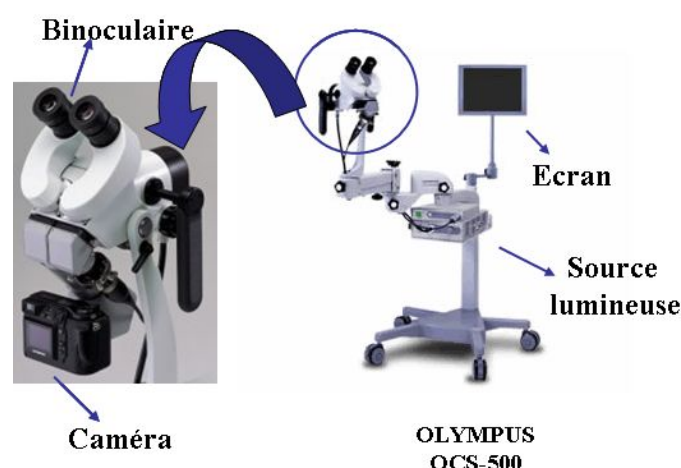 Binoculaire
Ecran
Source
lumineuse
Caméra
OLYMPUS
OCS-500